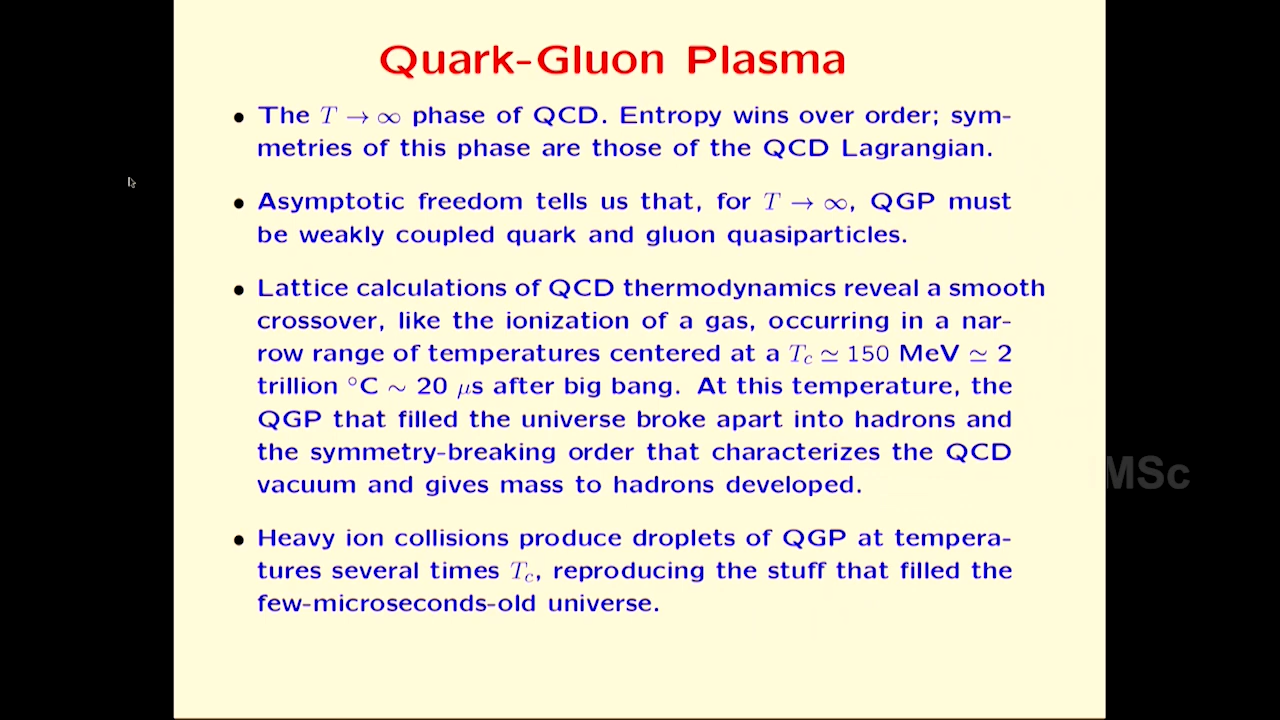 Quark-Gluon Plasma
• The T → ∞ phase of QCD. Entropy wins over order; sym-
metries of this phase are those of the QCD Lagrangian.
• Asymptotic freedom tells us that, for T → ∞, QGP must
be weakly coupled quark and gluon quasiparticles.
• Lattice calculations of QCD thermodynamics reveal a smooth
crossover, like the ionization of a gas, occurring in a nar-
row range of temperatures centered at a T_c ≃ 150 MeV ≃ 2
trillion °C ∼ 20 μs after big bang. At this temperature, the
QGP that filled the universe broke apart into hadrons and
the symmetry-breaking order that characterizes the QCD
vacuum and gives mass to hadrons developed.
• Heavy ion collisions produce droplets of QGP at tempera-
tures several times T_c, reproducing the stuff that filled the
few-microseconds-old universe.
MSc